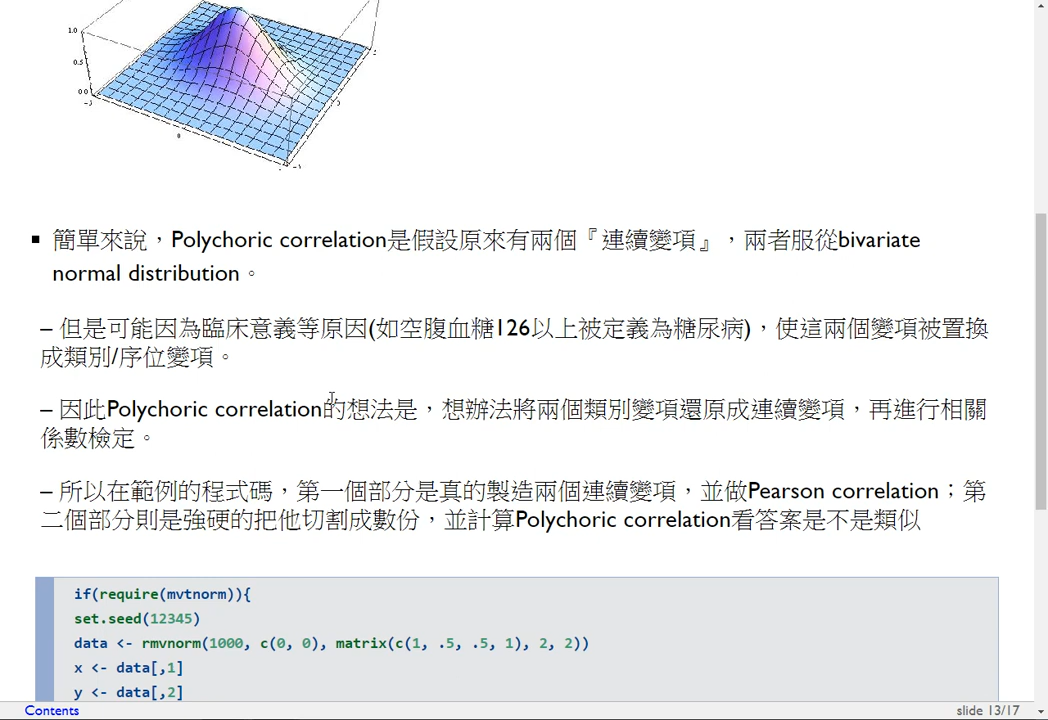 1.0
0.5
0.0
-3
0
3
-3
■ 簡單來說，Polychoric correlation是假設原來有兩個『連續變項』，兩者服從bivariate
normal distribution。
– 但是可能因為臨床意義等原因(如空腹血糖126以上被定義為糖尿病)，使這兩個變項被置換
成類別/序位變項。
– 因此Polychoric correlation的想法是，想辦法將兩個類別變項還原成連續變項，再進行相關
係數檢定。
– 所以在範例的程式碼，第一個部分是真的製造兩個連續變項，並做Pearson correlation；第
二個部分則是強硬的把他切割成數份，並計算Polychoric correlation看答案是不是類似
if(require(mvtnorm)){
set.seed(12345)
data <- rmvnorm(1000, c(0, 0), matrix(c(1, .5, .5, 1), 2, 2))
x <- data[,1]
y <- data[,2]
Contents
slide 13/17